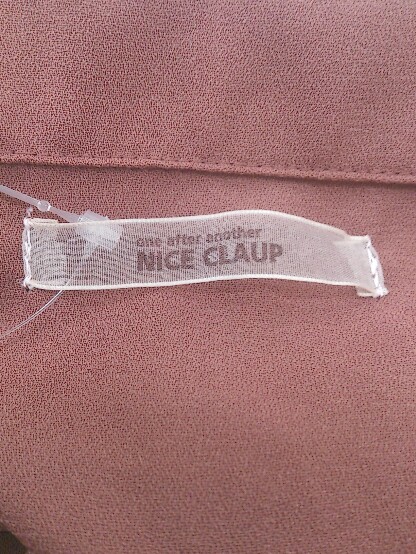 one after another
NICE CLAUP